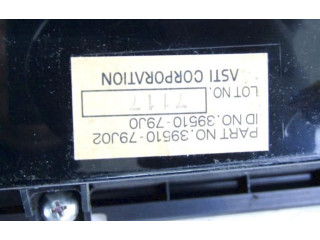 PART NO.39510-79J02
ID NO.39510-79J0
LOT NO. 7117
ASTI CORPORATION